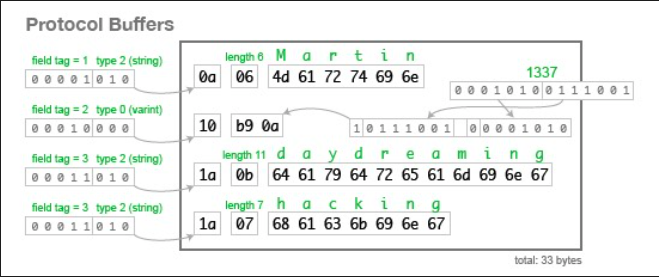 Protocol Buffers
field tag = 1 type 2 (string)
0 0 0 0 1 0 1 0
0a
length 6
06
M a r t i n
4d 61 72 74 69 6e
1337
0 0 0 1 0 1 0 0 1 1 1 0 0 1
field tag = 2 type 0 (varint)
0 0 0 1 0 0 0 0
10
b9 0a
1 0 1 1 1 0 0 1 0 0 0 0 1 0 1 0
field tag = 3 type 2 (string)
0 0 0 1 1 0 1 0
1a
length 11
0b
d a y d r e a m i n g
64 61 79 64 72 65 61 6d 69 6e 67
field tag = 3 type 2 (string)
0 0 0 1 1 0 1 0
1a
length 7
07
h a c k i n g
68 61 63 6b 69 6e 67
total: 33 bytes